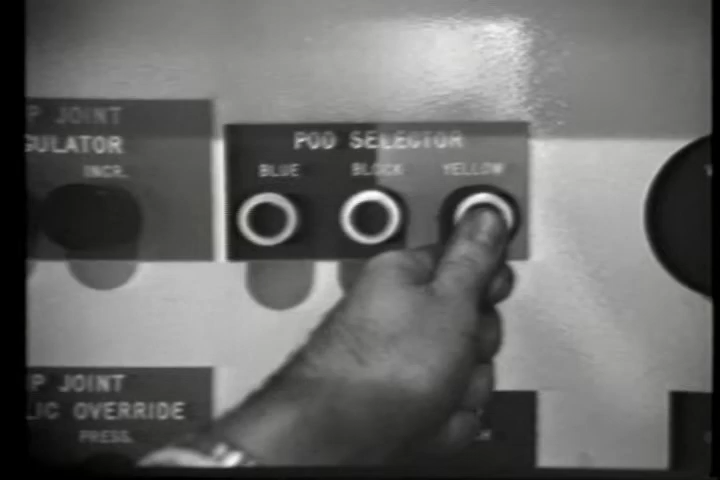 P JOINT
GULATOR
INCR.
POD SELECTOR
BLUE
BLOCK
YELLOW
P JOINT
LIC OVERRIDE
PRESS.